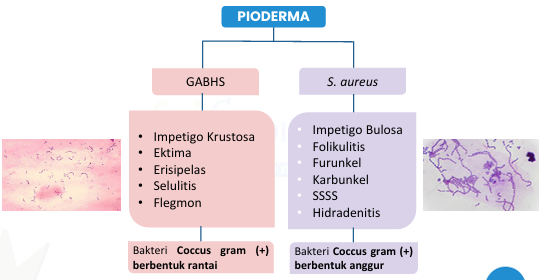 PIODERMA
GABHS
S. aureus
Impetigo Krustosa
Ektima
Erisipelas
Selulitis
Flegmon
Impetigo Bulosa
Folikulitis
Furunkel
Karbunkel
SSSS
Hidradenitis
Bakteri Coccus gram (+)
berbentuk rantai
Bakteri Coccus gram (+)
berbentuk anggur